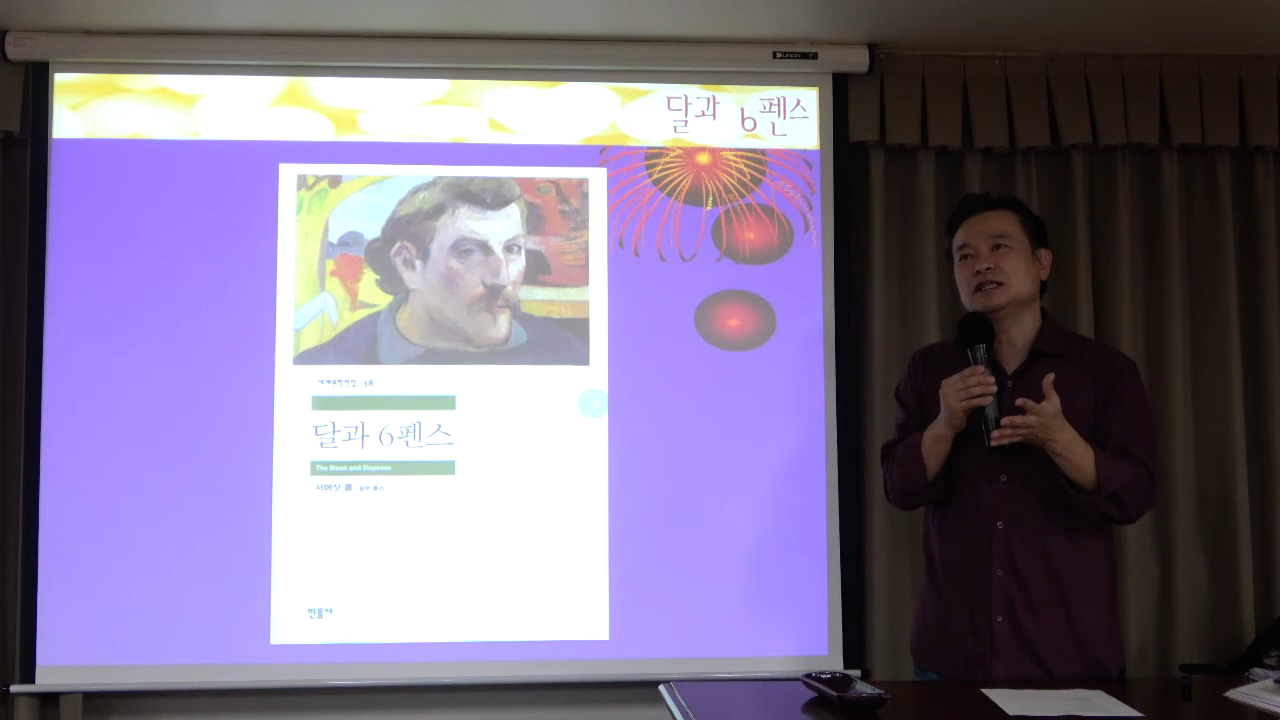 달과 6펜스
세계문학전집 38
달과 6펜스
The Moon and Sixpence
서머싯 몸
민음사